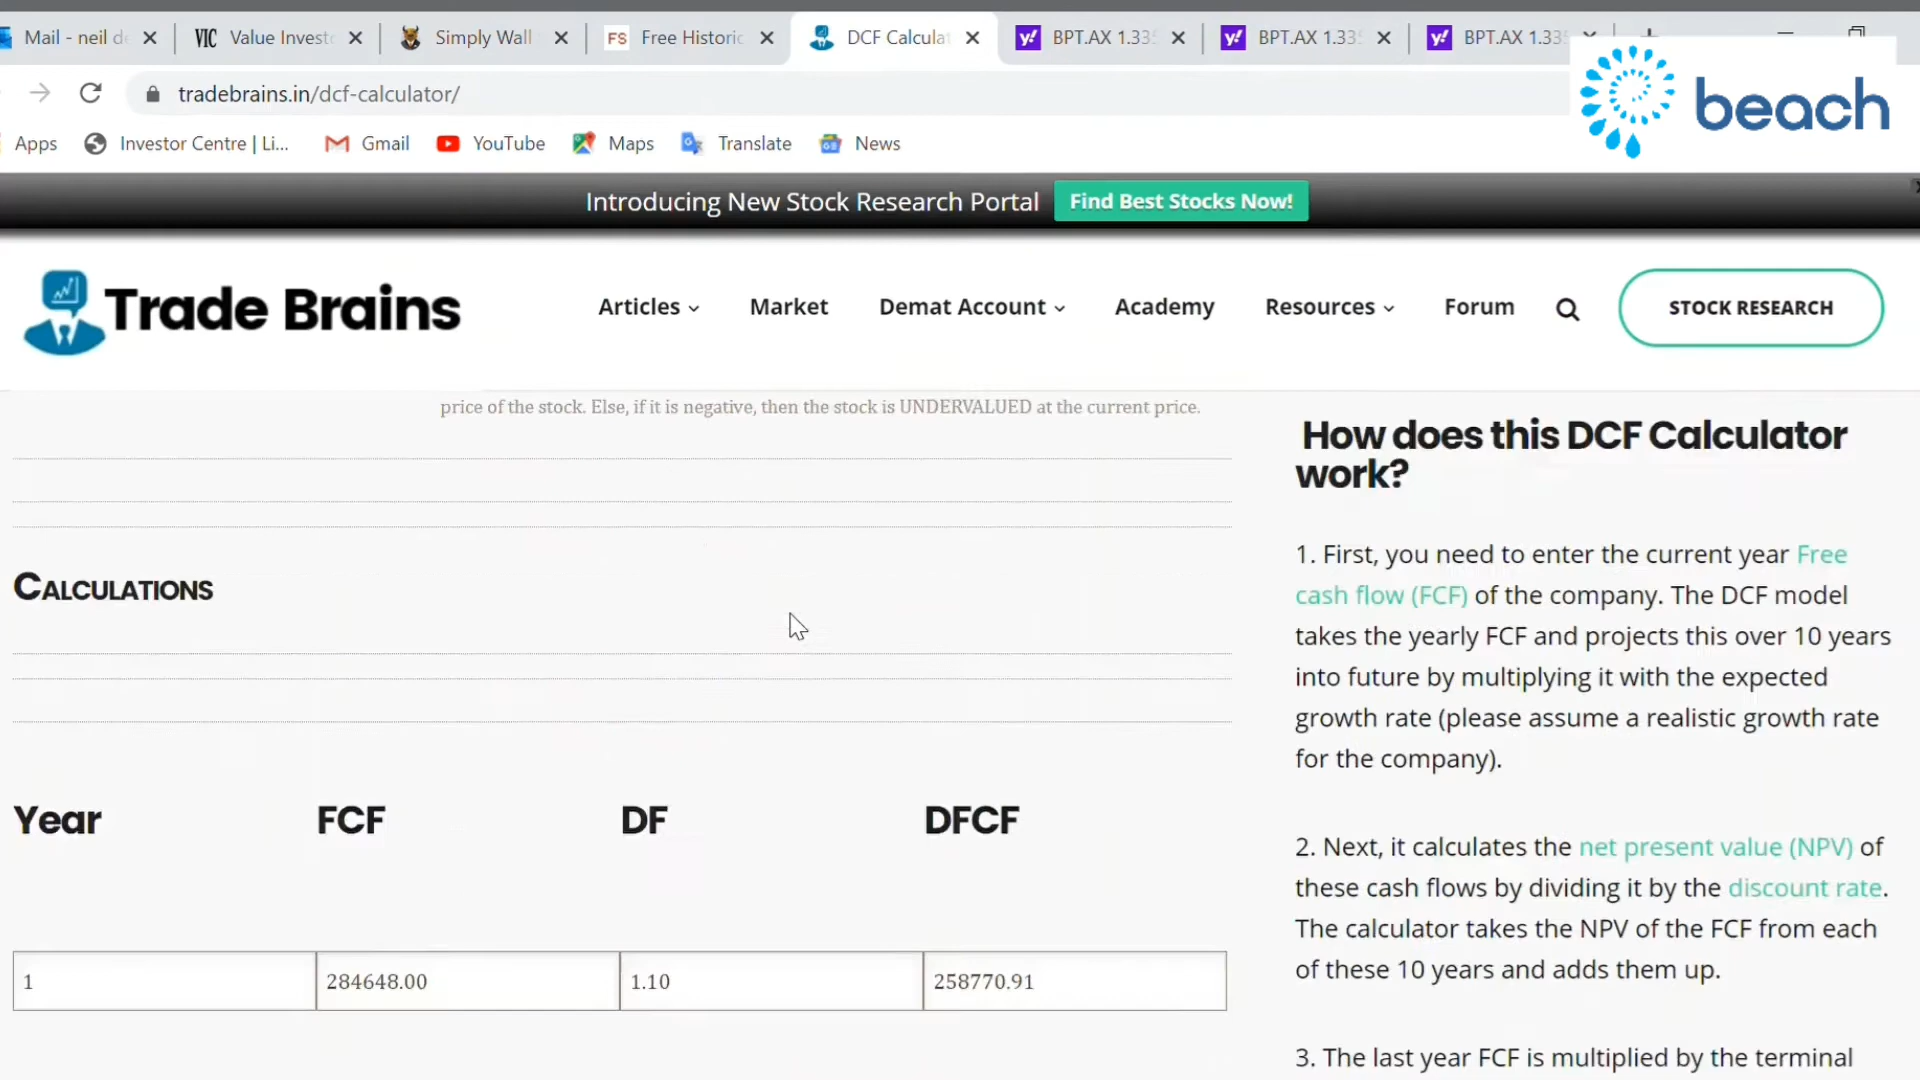 Mail - neil de
VIC Value Invest
Simply Wall
FS Free Historic
DCF Calcula
y! BPT.AX 1.335
y! BPT.AX 1.335
y! BPT.AX 1.335
tradebrains.in/dcf-calculator/
beach
Apps
Investor Centre | Li...
Gmail
YouTube
Maps
Translate
News
Introducing New Stock Research Portal
Find Best Stocks Now!
Trade Brains
Articles
Market
Demat Account
Academy
Resources
Forum
STOCK RESEARCH
price of the stock. Else, if it is negative, then the stock is UNDERVALUED at the current price.
CALCULATIONS
Year FCF DF DFCF
1 284648.00 1.10 258770.91
How does this DCF Calculator
work?
1. First, you need to enter the current year Free
cash flow (FCF) of the company. The DCF model
takes the yearly FCF and projects this over 10 years
into future by multiplying it with the expected
growth rate (please assume a realistic growth rate
for the company).
2. Next, it calculates the net present value (NPV) of
these cash flows by dividing it by the discount rate.
The calculator takes the NPV of the FCF from each
of these 10 years and adds them up.
3. The last year FCF is multiplied by the terminal